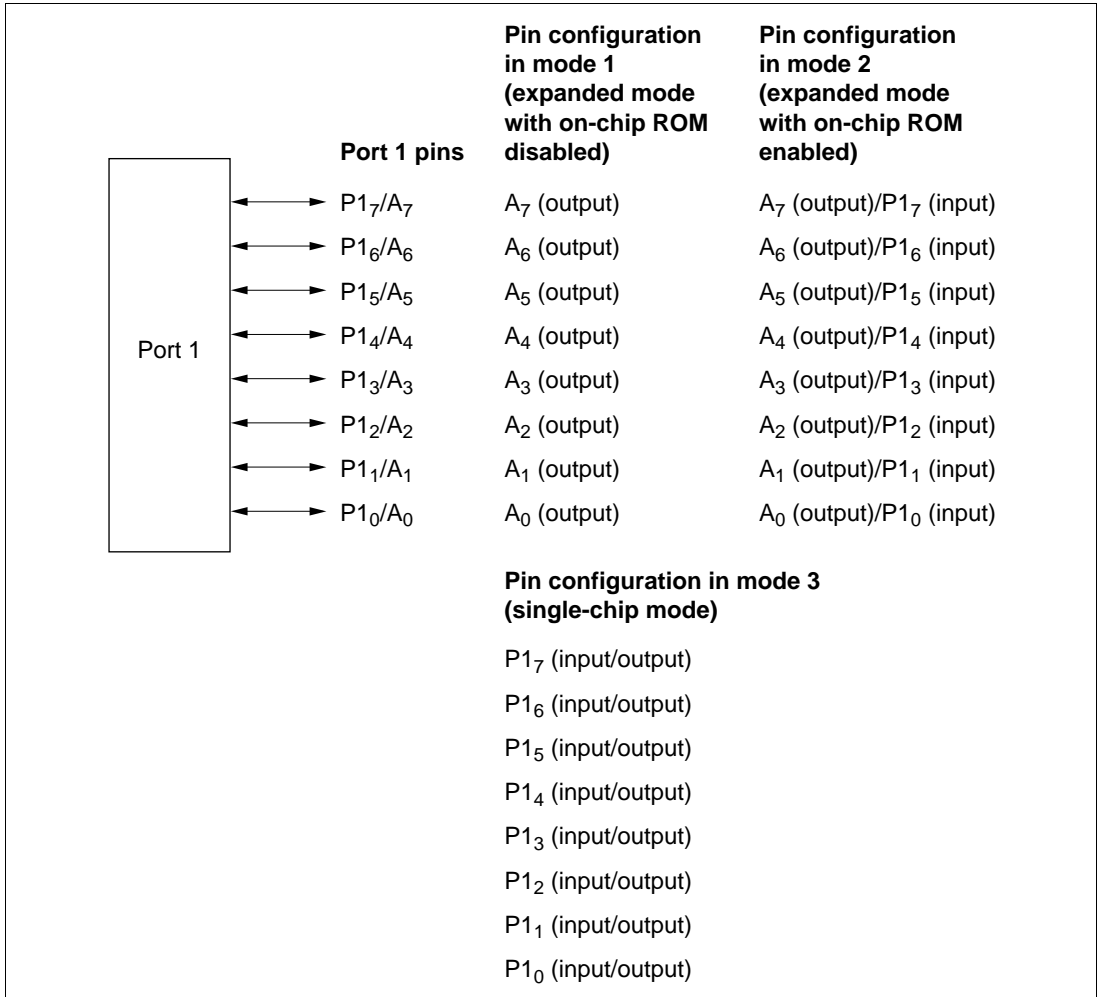 Pin configuration in mode 1 (expanded mode with on-chip ROM disabled)
Pin configuration in mode 2 (expanded mode with on-chip ROM enabled)
Port 1 pins
Port 1
P1₇/A₇ A₇ (output) A₇ (output)/P1₇ (input)
P1₆/A₆ A₆ (output) A₆ (output)/P1₆ (input)
P1₅/A₅ A₅ (output) A₅ (output)/P1₅ (input)
P1₄/A₄ A₄ (output) A₄ (output)/P1₄ (input)
P1₃/A₃ A₃ (output) A₃ (output)/P1₃ (input)
P1₂/A₂ A₂ (output) A₂ (output)/P1₂ (input)
P1₁/A₁ A₁ (output) A₁ (output)/P1₁ (input)
P1₀/A₀ A₀ (output) A₀ (output)/P1₀ (input)
Pin configuration in mode 3
(single-chip mode)
P1₇ (input/output)
P1₆ (input/output)
P1₅ (input/output)
P1₄ (input/output)
P1₃ (input/output)
P1₂ (input/output)
P1₁ (input/output)
P1₀ (input/output)